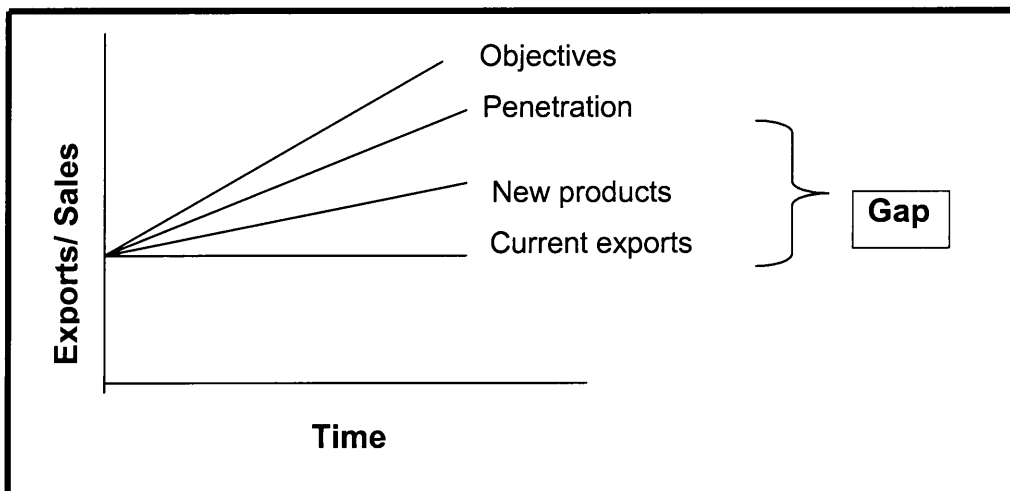 Objectives
Penetration
New products
Current exports
Gap
Exports/ Sales
Time